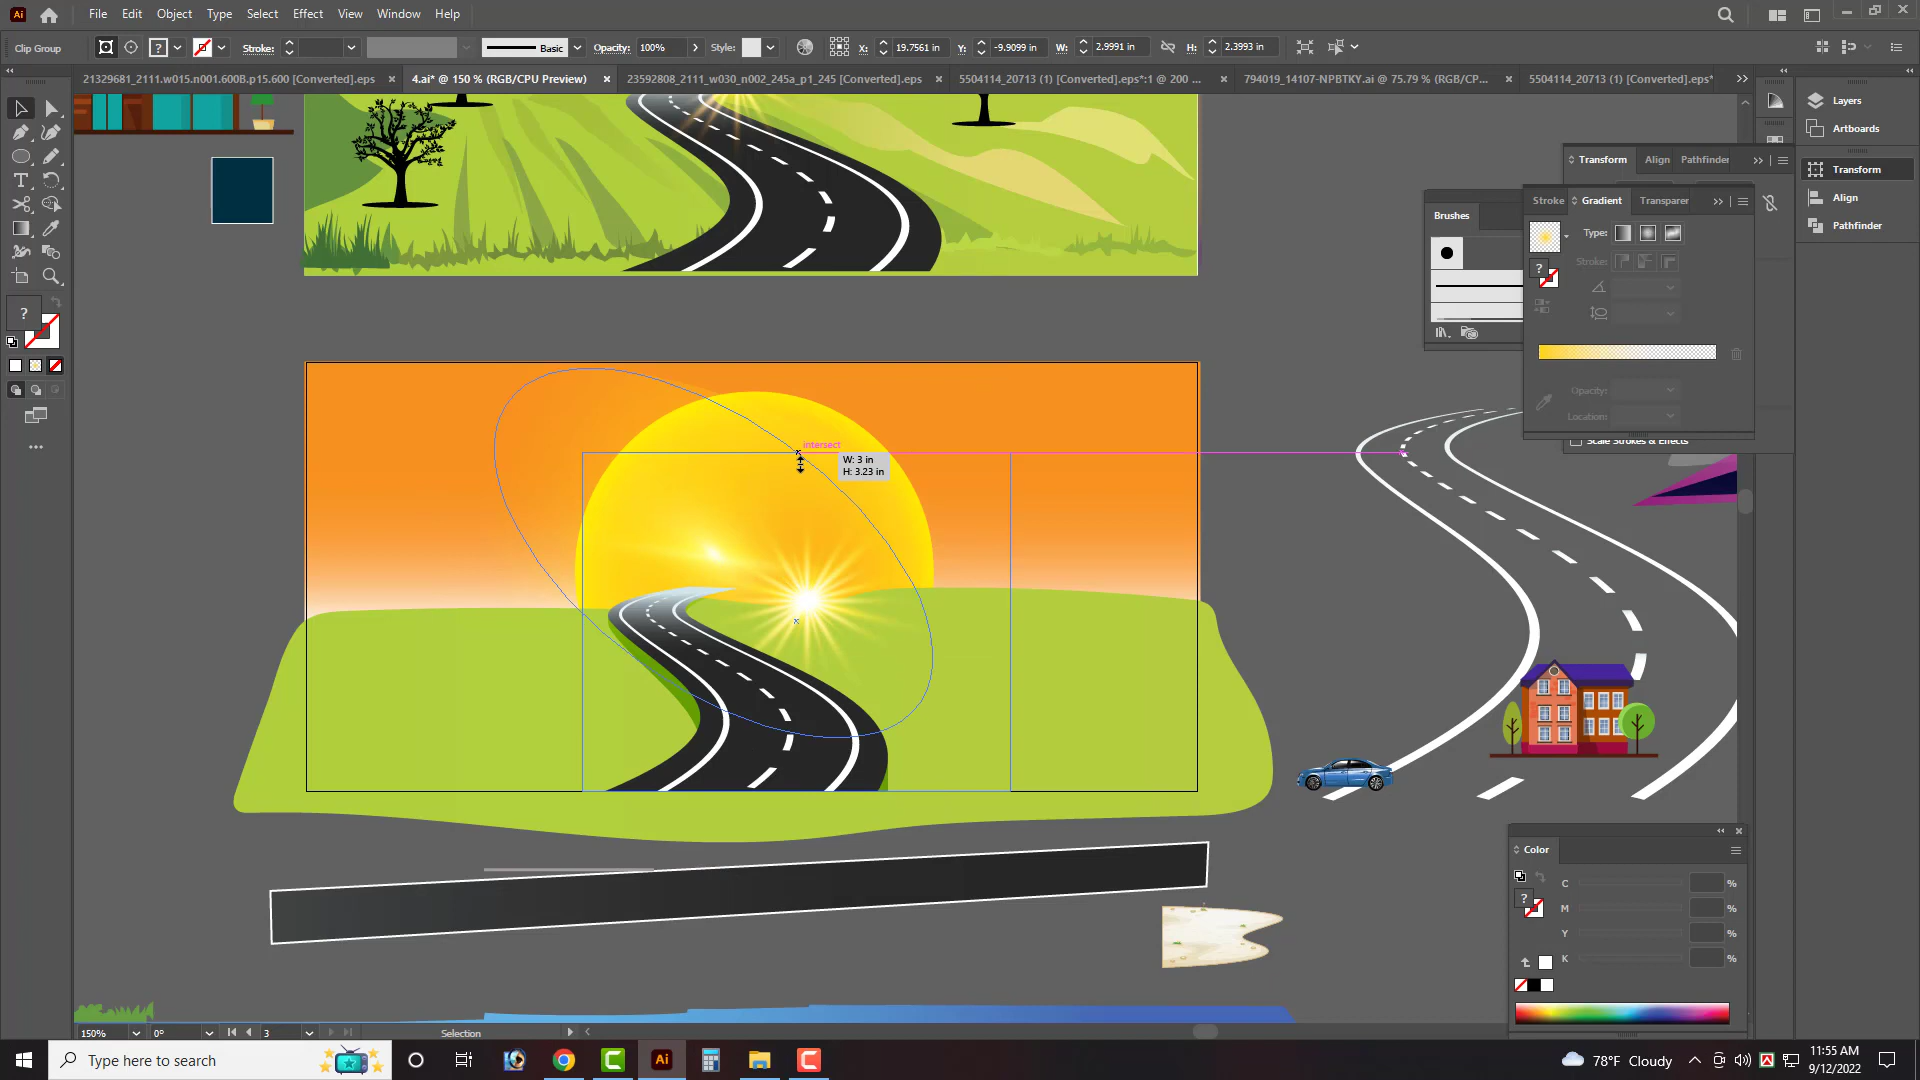 File Edit Object Type Select Effect View Window Help
Clip Group Stroke: Basic Opacity: 100% Style: X: 19.7561 in Y: -9.9099 in W: 2.9991 in H: 2.3993 in
21329681_2111.w015.n001.600B.p15.600 [Converted].eps 4.ai* @ 150 % (RGB/CPU Preview) 23592808_2111_w030_n002_245a_p1_245 [Converted].eps 5504114_20713 (1) [Converted].eps*:1 @ 200 ... 794019_14107-NPBTKY.ai @ 75.79 % (RGB/CP... 5504114_20713 (1) [Converted].eps*
Layers
Artboards
Transform
Align
Pathfinder
Transform Align Pathfinder
Stroke Gradient Transparer
Type:
Stroke:
Opacity:
Location:
Brushes
Scale Strokes & Effects
intersect
W: 3 in
H: 3.23 in
Color
C %
M %
Y %
K %
150% 0° 3 Selection
Type here to search
78°F Cloudy
11:55 AM
9/12/2022